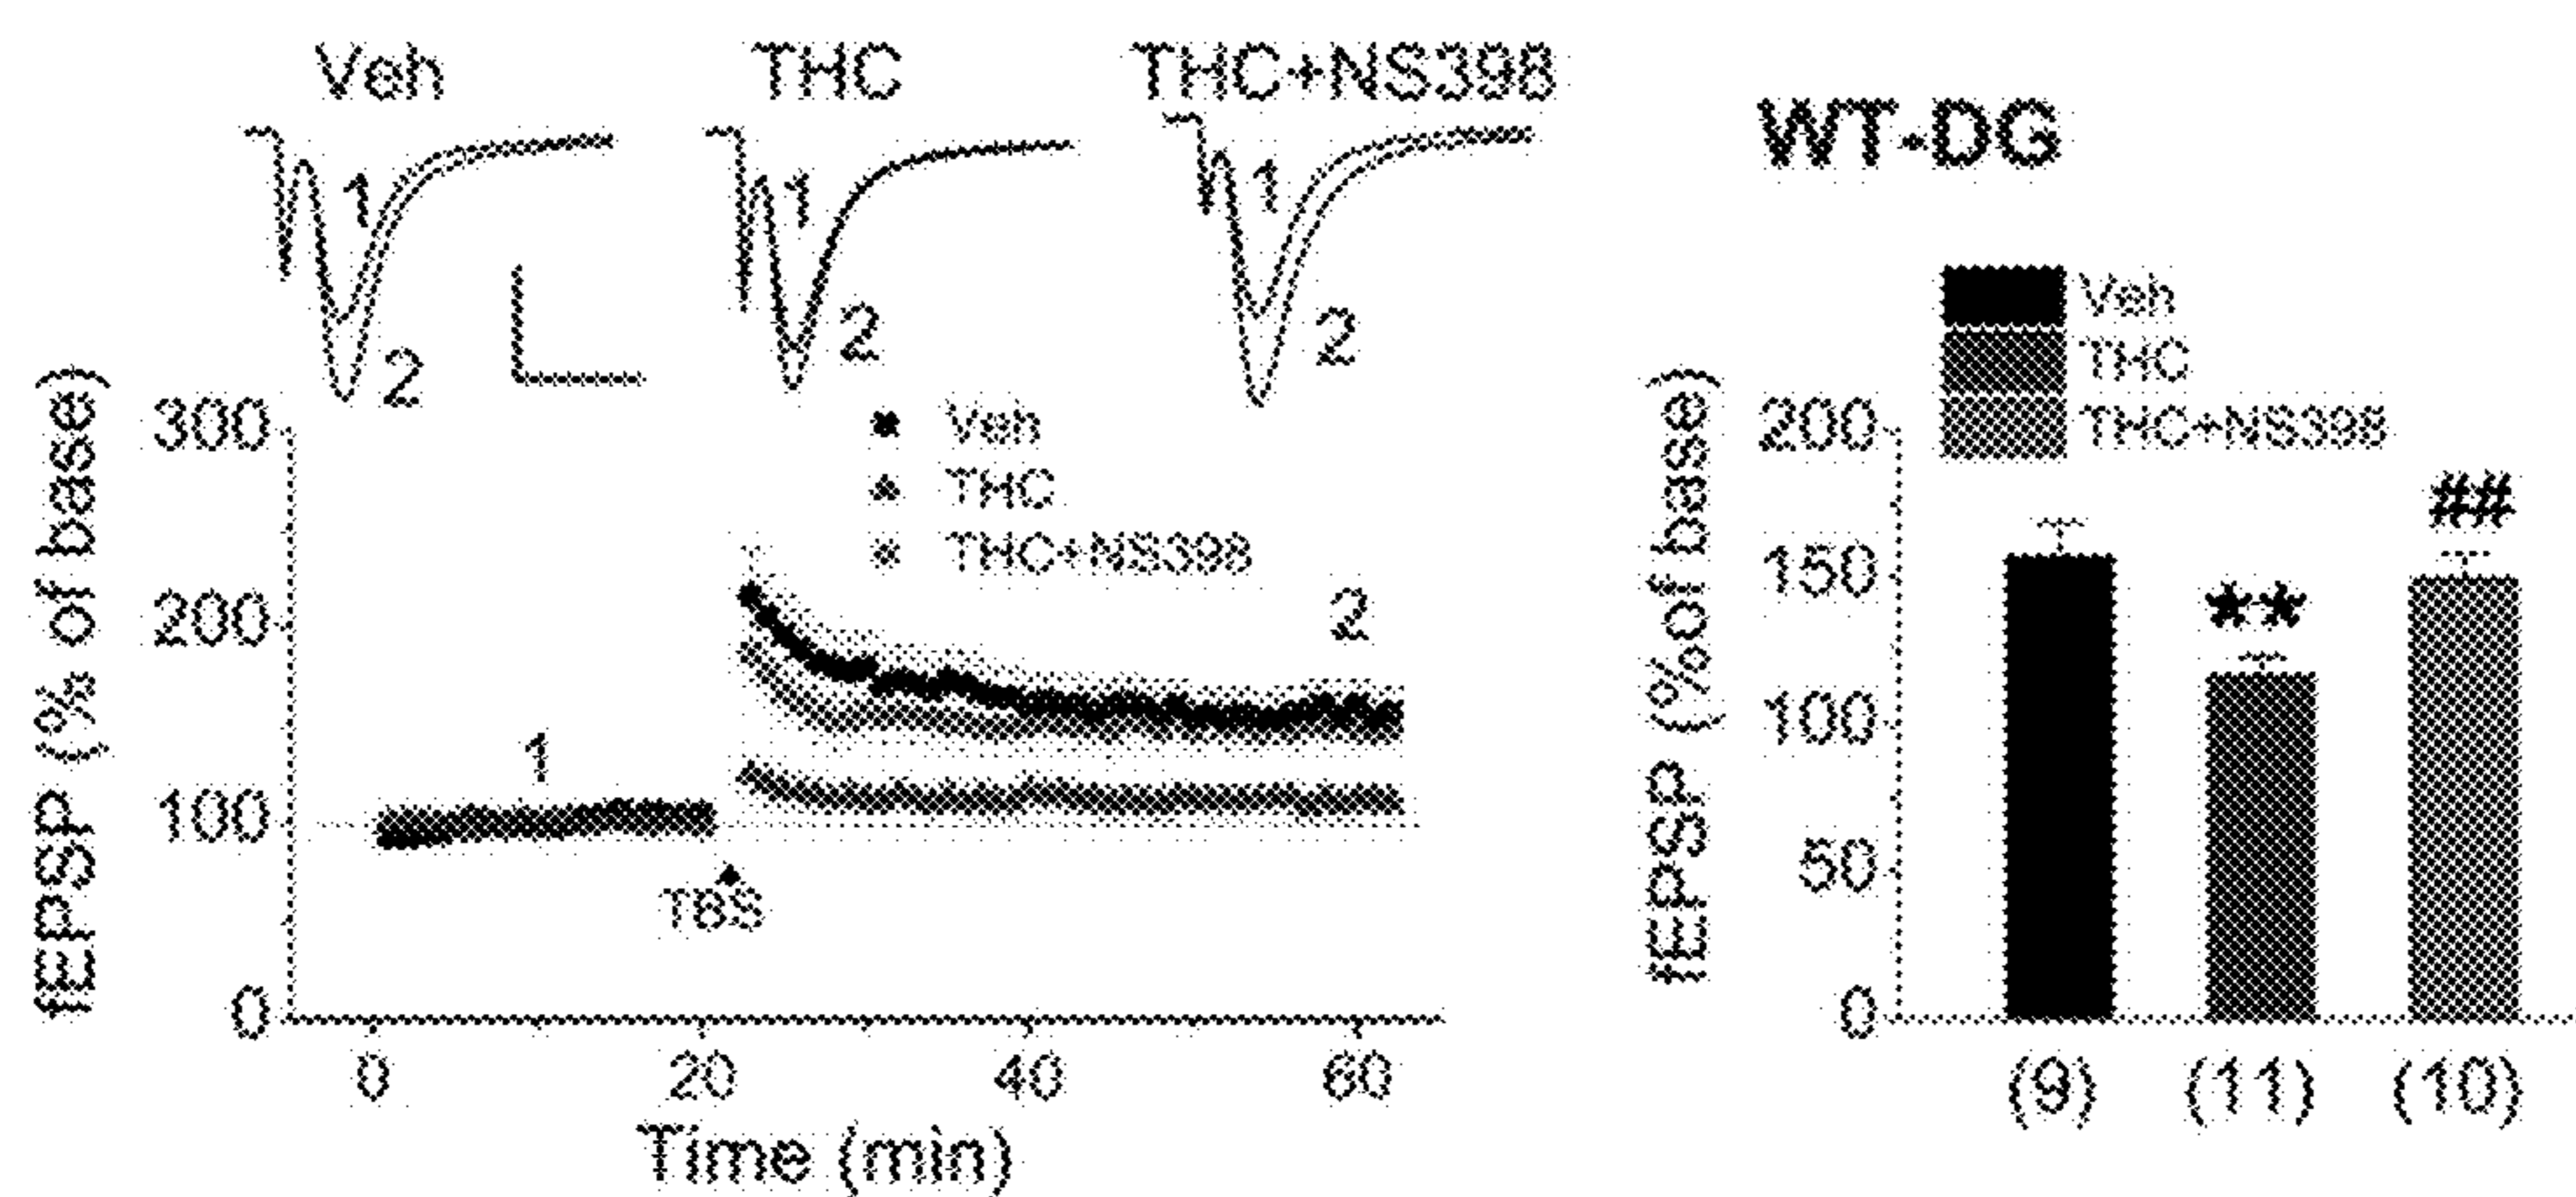 Veh THC THC+NS398
1 1 1
2 2 2
fEPSP (% of base)
300
200
100
0
Veh
THC
THC+NS398
1
2
TBS
0 20 40 60
Time (min)
WT-DG
Veh
THC
THC+NS398
fEPSP (%of base)
200
150
100
50
0
**
##
(9) (11) (10)